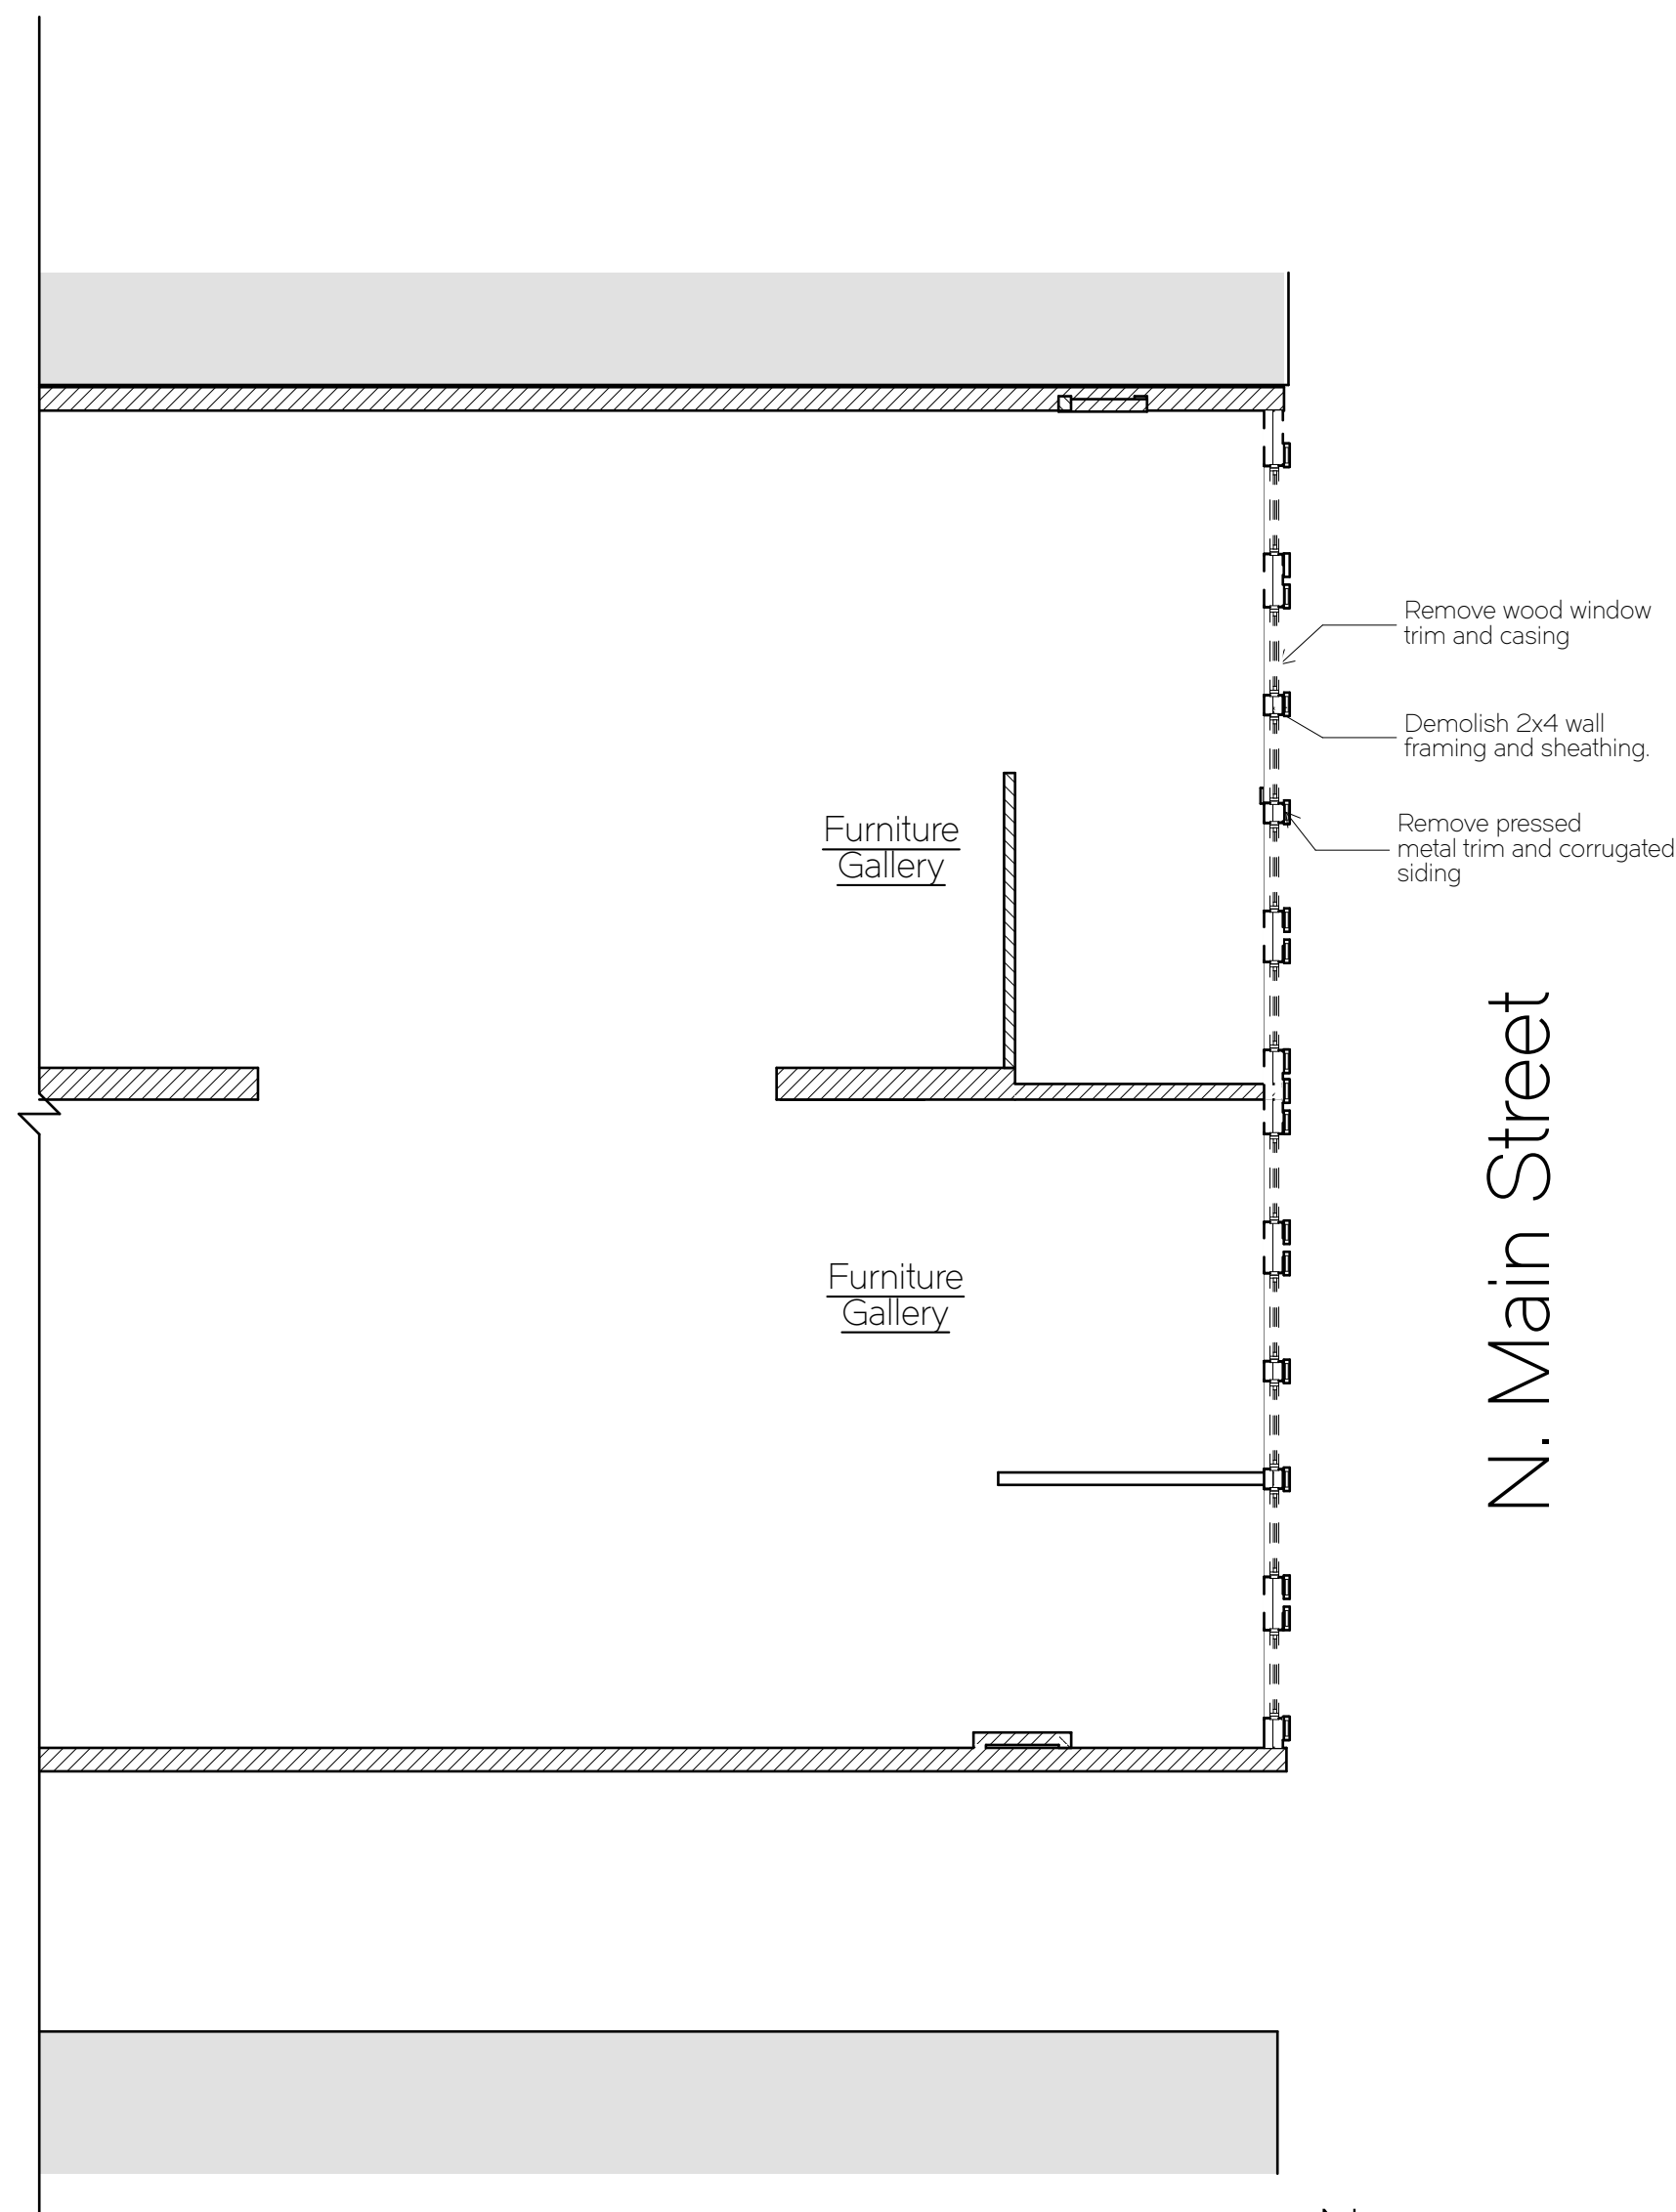 Remove wood window
trim and casing
Demolish 2x4 wall
framing and sheathing.
Remove pressed
metal trim and corrugated
siding
Furniture
Gallery
N. Main Street
Furniture
Gallery